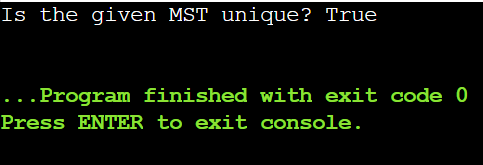 Is the given MST unique? True
...Program finished with exit code 0
Press ENTER to exit console.